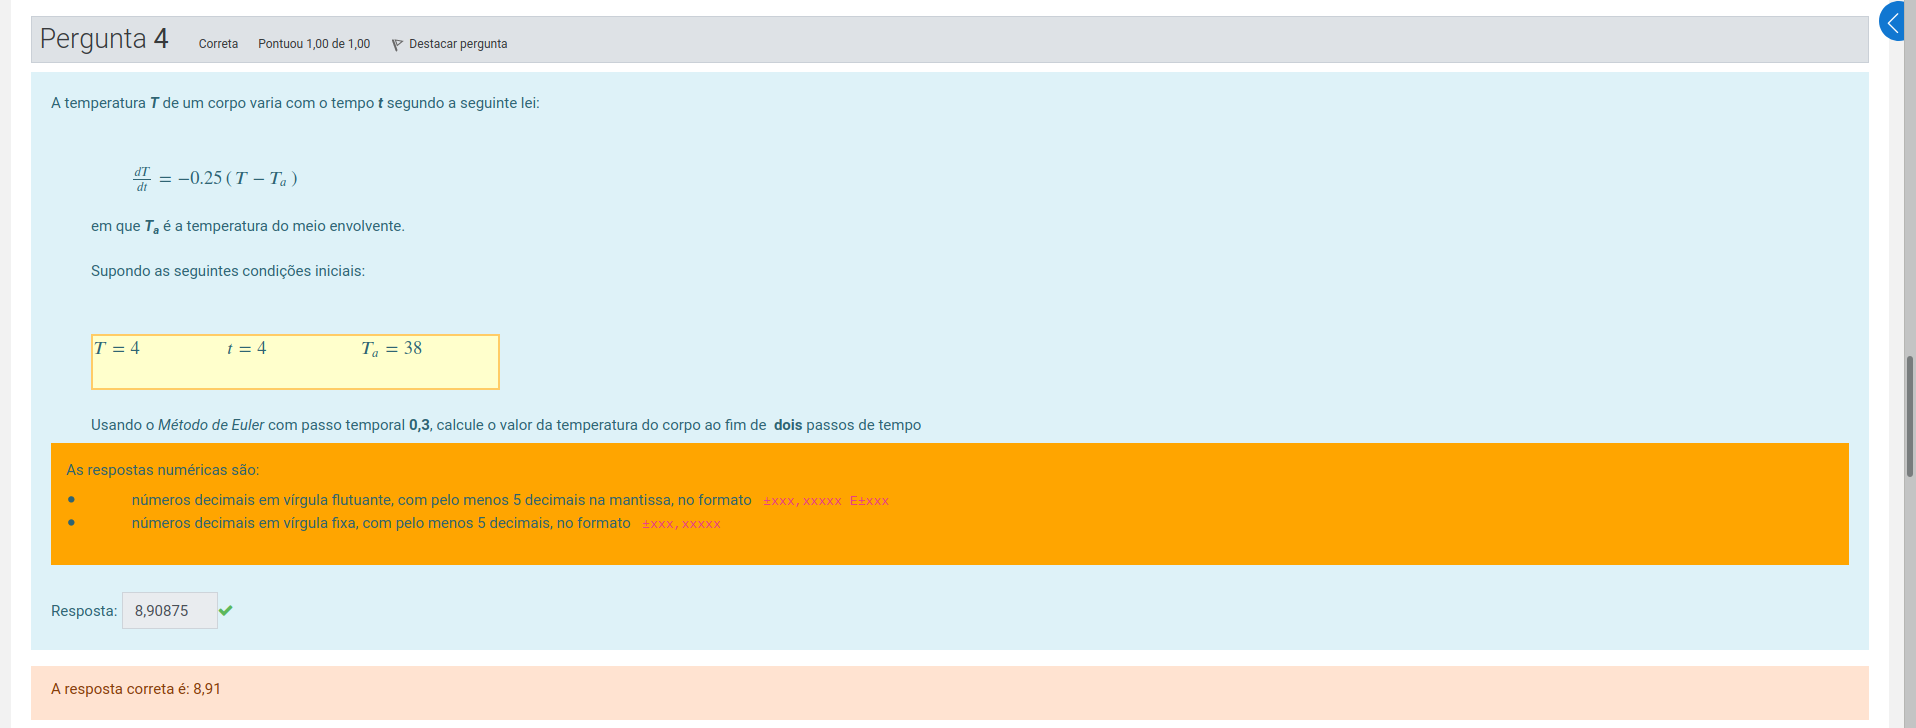 Pergunta 4 Correta Pontuou 1,00 de 1,00 Destacar pergunta
A temperatura T de um corpo varia com o tempo t segundo a seguinte lei:
dT/dt = −0.25 ( T − Ta )
em que Ta é a temperatura do meio envolvente.
Supondo as seguintes condições iniciais:
T = 4 t = 4 Ta = 38
Usando o Método de Euler com passo temporal 0,3, calcule o valor da temperatura do corpo ao fim de dois passos de tempo
As respostas numéricas são:
• números decimais em vírgula flutuante, com pelo menos 5 decimais na mantissa, no formato ±xxx,xxxxx E±xxx
• números decimais em vírgula fixa, com pelo menos 5 decimais, no formato ±xxx,xxxxx
Resposta: 8,90875
A resposta correta é: 8,91